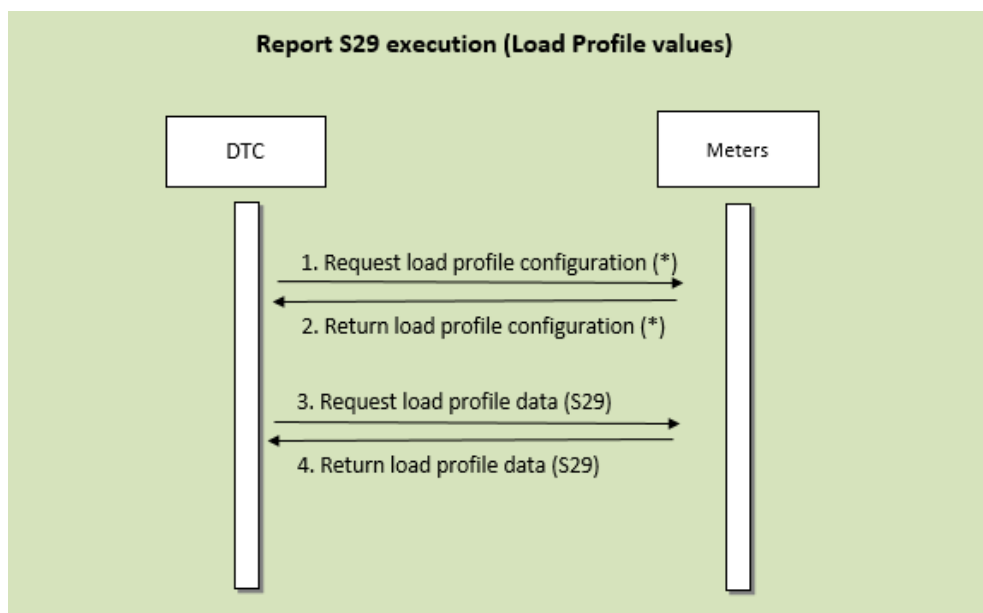 Report S29 execution (Load Profile values)
DTC
Meters
1. Request load profile configuration (*)
2. Return load profile configuration (*)
3. Request load profile data (S29)
4. Return load profile data (S29)